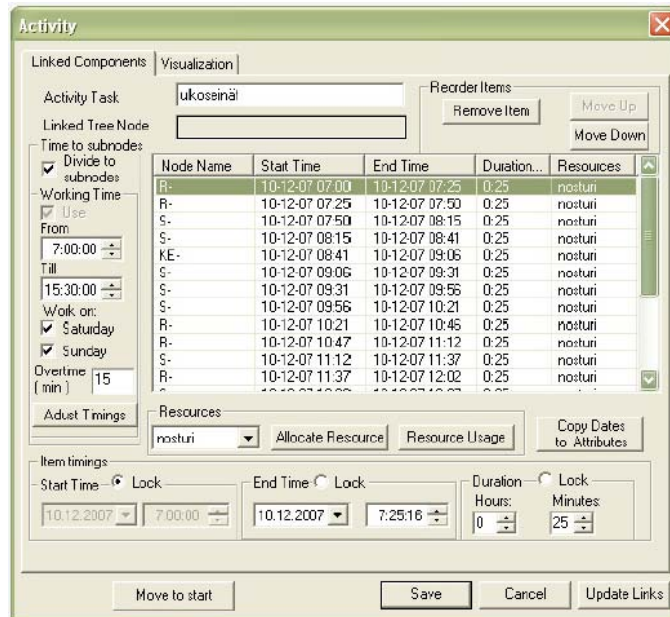 Activity
Linked Components Visualization
Activity Task ulkoseinät
Linked Tree Node
Reorder Items
Remove Item Move Up
Move Down
Time to subnodes
Divide to subnodes
Working Time
Use
From
7:00:00
Till
15:30:00
Work on:
Saturday
Sunday
Overtime ( min ) 15
Adust Timings
Node Name Start Time End Time Duration... Resources
R- 10-12-07 07:00 10-12-07 07:25 0:25 nosturi
R- 10-12-07 07:25 10-12-07 07:50 0:25 nosturi
S- 10-12-07 07:50 10-12-07 08:15 0:25 nosturi
S- 10-12-07 08:15 10-12-07 08:41 0:25 nosturi
KE- 10-12-07 08:41 10-12-07 09:06 0:25 nosturi
S- 10-12-07 09:06 10-12-07 09:31 0:25 nosturi
S- 10-12-07 09:31 10-12-07 09:56 0:25 nosturi
S- 10-12-07 09:56 10-12-07 10:21 0:25 nosturi
R- 10-12-07 10:21 10-12-07 10:46 0:25 nosturi
R- 10-12-07 10:47 10-12-07 11:12 0:25 nosturi
S- 10-12-07 11:12 10-12-07 11:37 0:25 nosturi
R- 10-12-07 11:37 10-12-07 12:02 0:25 nosturi
Resources
nosturi Allocate Resource Resource Usage
Copy Dates to Attributes
Item timings
Start Time Lock End Time Lock Duration Lock
Hours: Minutes:
10.12.2007 7:00:00 10.12.2007 7:25:16 0 25
Move to start Save Cancel Update Links